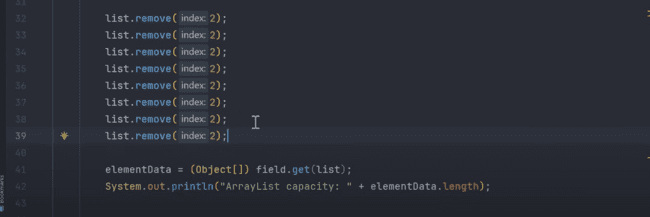 32 list.remove( index: 2);
33 list.remove( index: 2);
34 list.remove( index: 2);
35 list.remove( index: 2);
36 list.remove( index: 2);
37 list.remove( index: 2);
38 list.remove( index: 2);
39 list.remove( index: 2);
40
41 elementData = (Object[]) field.get(list);
42 System.out.println("ArrayList capacity: " + elementData.length);
43